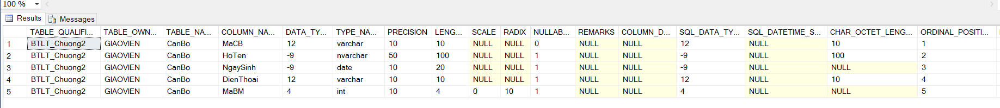 100 %
Results Messages
TABLE_QUALIFI... TABLE_OWN... TABLE_NA... COLUMN_NA... DATA_TY... TYPE_NA... PRECISION LENG... SCALE RADIX NULLAB... REMARKS COLUMN_D... SQL_DATA_TY... SQL_DATETIME_S... CHAR_OCTET_LENG... ORDINAL_POSITI...
1 BTLT_Chuong2 GIAOVIEN CanBo MaCB 12 varchar 10 10 NULL NULL 0 NULL NULL 12 NULL 10 1
2 BTLT_Chuong2 GIAOVIEN CanBo HoTen -9 nvarchar 50 100 NULL NULL 1 NULL NULL -9 NULL 100 2
3 BTLT_Chuong2 GIAOVIEN CanBo NgaySinh -9 date 10 20 NULL NULL 1 NULL NULL -9 NULL NULL 3
4 BTLT_Chuong2 GIAOVIEN CanBo DienThoai 12 varchar 10 10 NULL NULL 1 NULL NULL 12 NULL 10 4
5 BTLT_Chuong2 GIAOVIEN CanBo MaBM 4 int 10 4 0 10 1 NULL NULL 4 NULL NULL 5